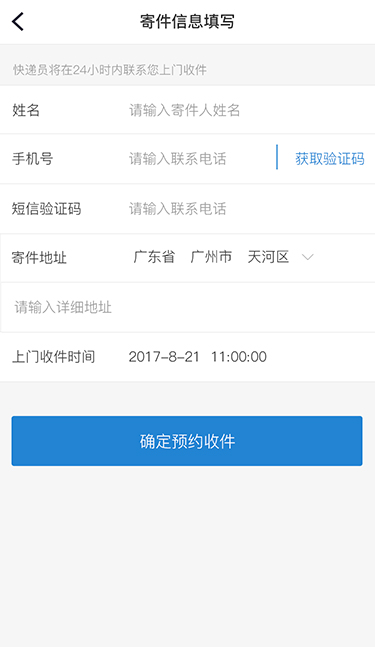 寄件信息填写
快递员将在24小时内联系您上门收件
姓名 请输入寄件人姓名
手机号 请输入联系电话 获取验证码
短信验证码 请输入联系电话
寄件地址 广东省 广州市 天河区
请输入详细地址
上门收件时间 2017-8-21 11:00:00
确定预约收件